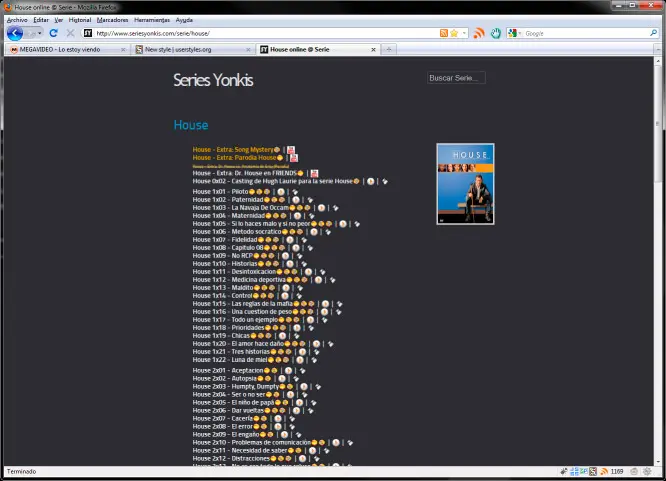 House online @ Serie - Mozilla Firefox
Archivo Editar Ver Historial Marcadores Herramientas Ayuda
http://www.seriesyonkis.com/serie/house/
Google
MEGAVIDEO - Lo estoy viendo
New style | userstyles.org
House online @ Serie
Series Yonkis
Buscar Serie...
House
House - Extra: Song Mystery |
House - Extra: Parodia House |
House - Extra: Dr. House en FRIENDS |
House 0x02 - Casting de Hugh Laurie para la serie House | |
House 1x01 - Piloto | |
House 1x02 - Paternidad | |
House 1x03 - La Navaja De Occam | |
House 1x04 - Maternidad | |
House 1x05 - Si lo haces malo y si no peor | |
House 1x06 - Metodo socratico | |
House 1x07 - Fidelidad | |
House 1x08 - Capitulo 08 | |
House 1x09 - No RCP | |
House 1x10 - Historias | |
House 1x11 - Desintoxicacion | |
House 1x12 - Medicina deportiva | |
House 1x13 - Maldito | |
House 1x14 - Control | |
House 1x15 - Las reglas de la mafia | |
House 1x16 - Una cuestion de peso | |
House 1x17 - Todo un ejemplo | |
House 1x18 - Prioridades | |
House 1x19 - Chicas | |
House 1x20 - El amor hace daño | |
House 1x21 - Tres historias | |
House 1x22 - Luna de miel | |
House 2x01 - Aceptacion | |
House 2x02 - Autopsia | |
House 2x03 - Humpty, Dumpty | |
House 2x04 - Ser o no ser | |
House 2x05 - El niño de papá | |
House 2x06 - Dar vueltas | |
House 2x07 - Cacería | |
House 2x08 - El error | |
House 2x09 - El engaño | |
House 2x10 - Problemas de comunicación | |
House 2x11 - Necesidad de saber | |
House 2x12 - Distracciones | |
HOUSE
Terminado
1189